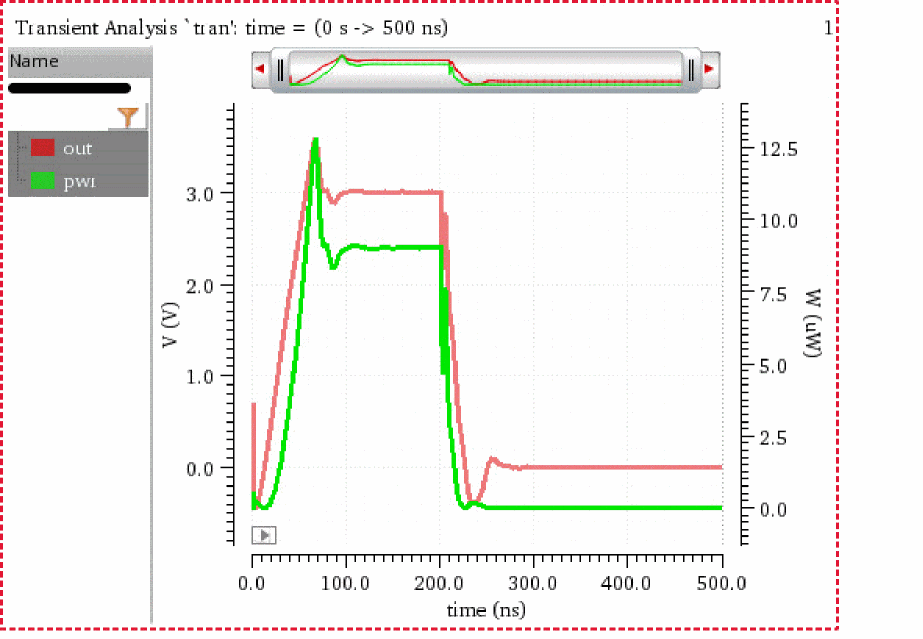 Transient Analysis `tran': time = (0 s -> 500 ns) 1
Name
out
pwr
3.0
2.0
1.0
0.0
V (V)
12.5
10.0
7.5
5.0
2.5
0.0
W (uW)
0.0 100.0 200.0 300.0 400.0 500.0
time (ns)